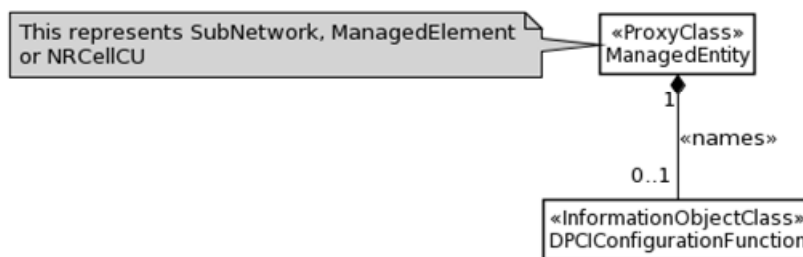 This represents SubNetwork, ManagedElement
or NRCellCU
«ProxyClass»
ManagedEntity
1
«names»
0..1
«InformationObjectClass»
DPCIConfigurationFunction